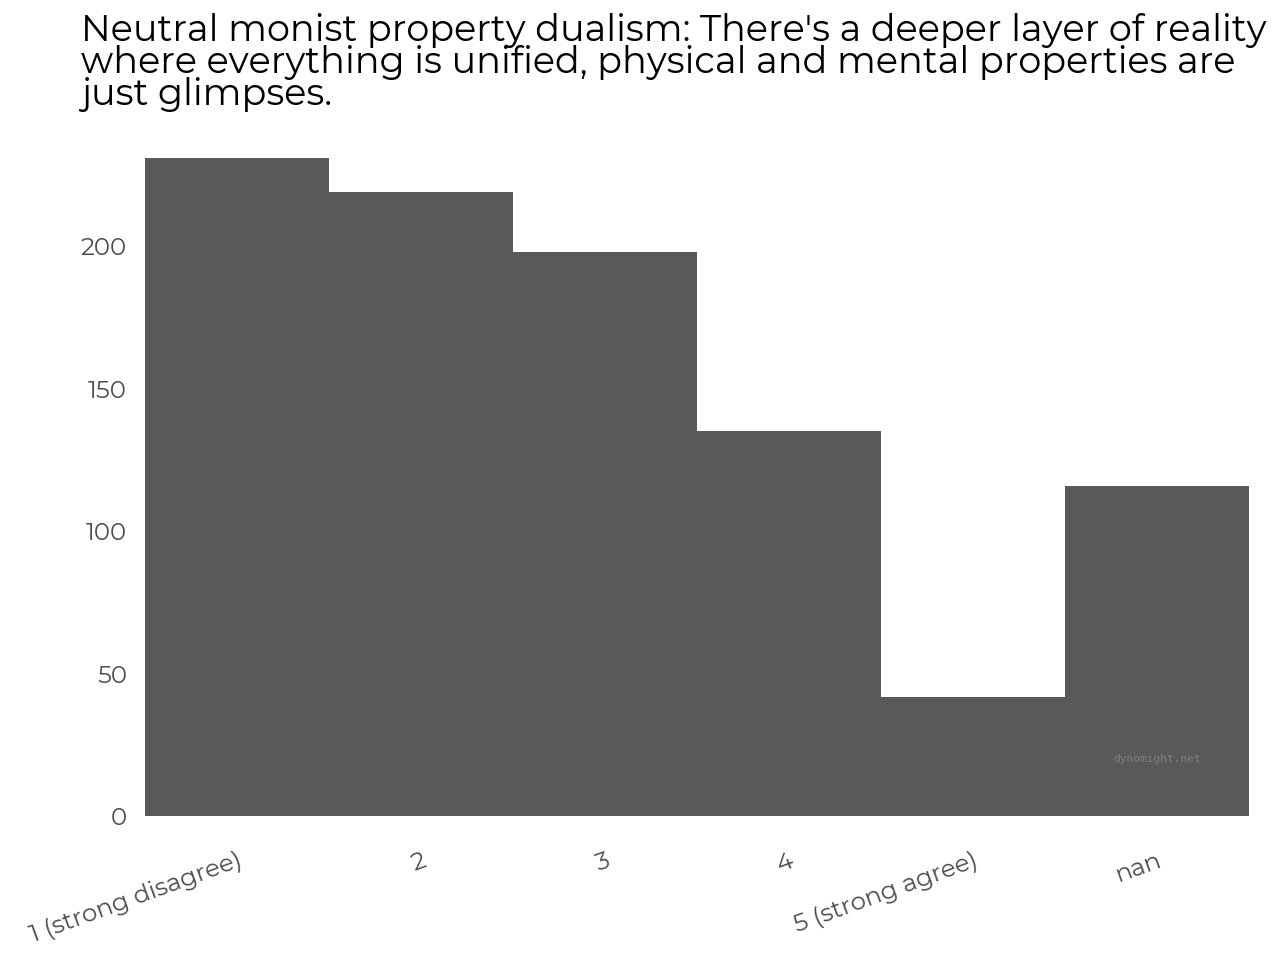 Neutral monist property dualism: There's a deeper layer of reality
where everything is unified, physical and mental properties are
just glimpses.
200
150
100
50
0
1 (strong disagree)
2
3
4
5 (strong agree)
nan
dynomight.net